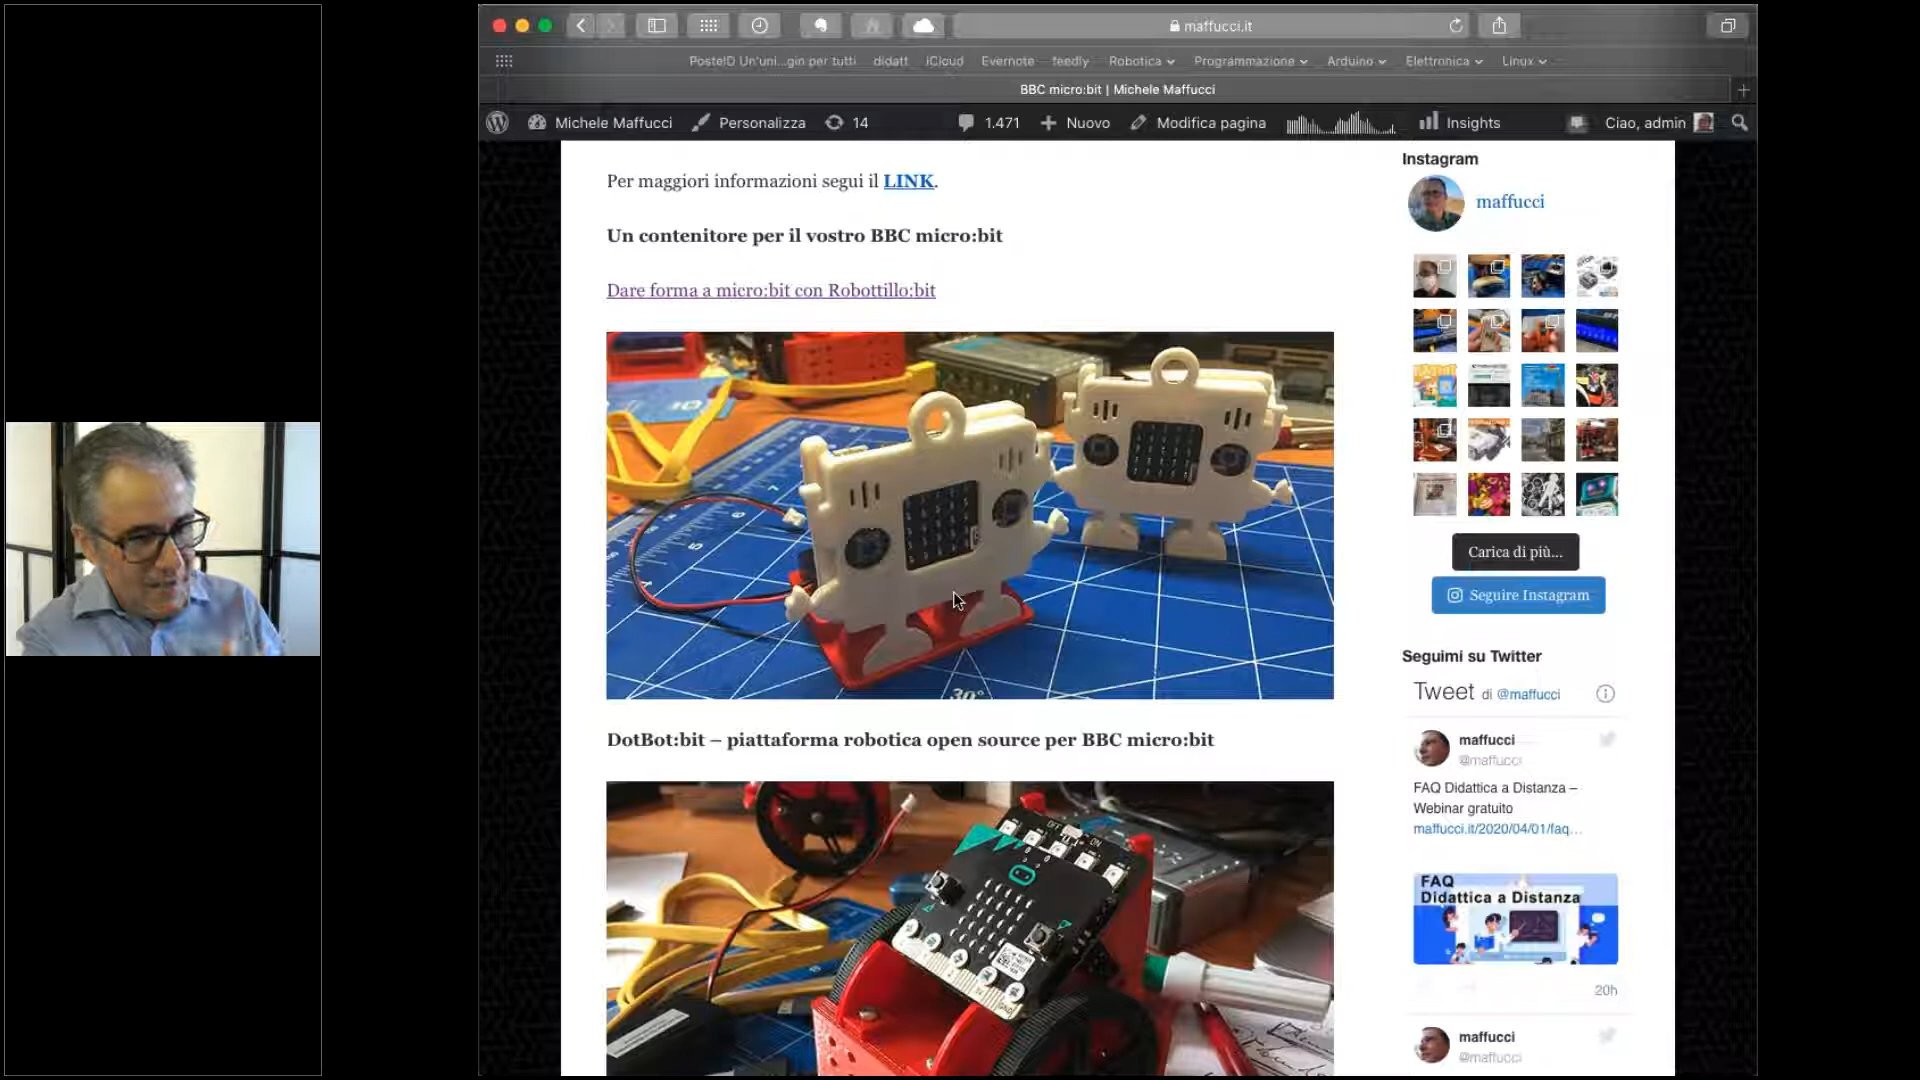 maffucci.it
PosteID Un'uni...gin per tutti didatt iCloud Evernote feedly Robotica Programmazione Arduino Elettronica Linux
BBC micro:bit | Michele Maffucci
Michele Maffucci Personalizza 14 1.471 Nuovo Modifica pagina Insights Ciao, admin
Per maggiori informazioni segui il LINK.
Un contenitore per il vostro BBC micro:bit
Dare forma a micro:bit con Robottillo:bit
30°
DotBot:bit – piattaforma robotica open source per BBC micro:bit
OFF
ON
Instagram
maffucci
Carica di più...
Seguire Instagram
Seguimi su Twitter
Tweet di @maffucci
maffucci
@maffucci
FAQ Didattica a Distanza –
Webinar gratuito
maffucci.it/2020/04/01/faq...
FAQ
Didattica a Distanza
20h
maffucci
@maffucci